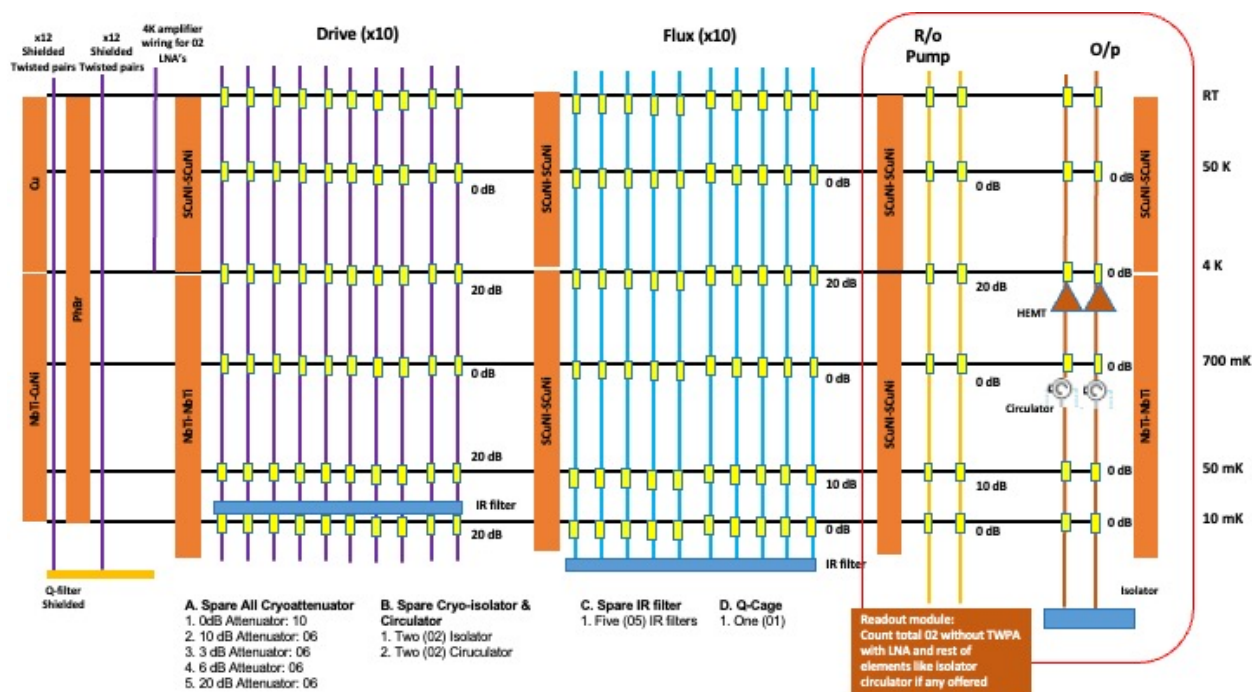 x12
Shielded
Twisted pairs
x12
Shielded
Twisted pairs
4K amplifier
wiring for 02
LNA's
Drive (x10)
Flux (x10)
R/o
Pump
O/p
RT
50 K
4 K
700 mK
50 mK
10 mK
Cu
NbTi-CuNi
PhBr
SCuNi-SCuNi
NbTi-NbTi
0 dB
20 dB
0 dB
20 dB
IR filter
20 dB
SCuNi-SCuNi
SCuNi-SCuNi
0 dB
20 dB
0 dB
10 dB
0 dB
IR filter
SCuNi-SCuNi
SCuNi-SCuNi
0 dB
20 dB
0 dB
10 dB
0 dB
0 dB
0 dB
HEMT
0 dB
Circulator
0 dB
0 dB
SCuNi-SCuNi
NbTi-NbTi
Isolator
Q-filter
Shielded
A. Spare All Cryoattenuator
1. 0dB Attenuator: 10
2. 10 dB Attenuator: 06
3. 3 dB Attenuator: 06
4. 6 dB Atteuator: 06
5. 20 dB Attenuator: 06
B. Spare Cryo-isolator &
Circulator
1. Two (02) Isolator
2. Two (02) Ciruculator
C. Spare IR filter
1. Five (05) IR filters
D. Q-Cage
1. One (01)
Readout module:
Count total 02 without TWPA
with LNA and rest of
elements like isolator
circulator if any offered